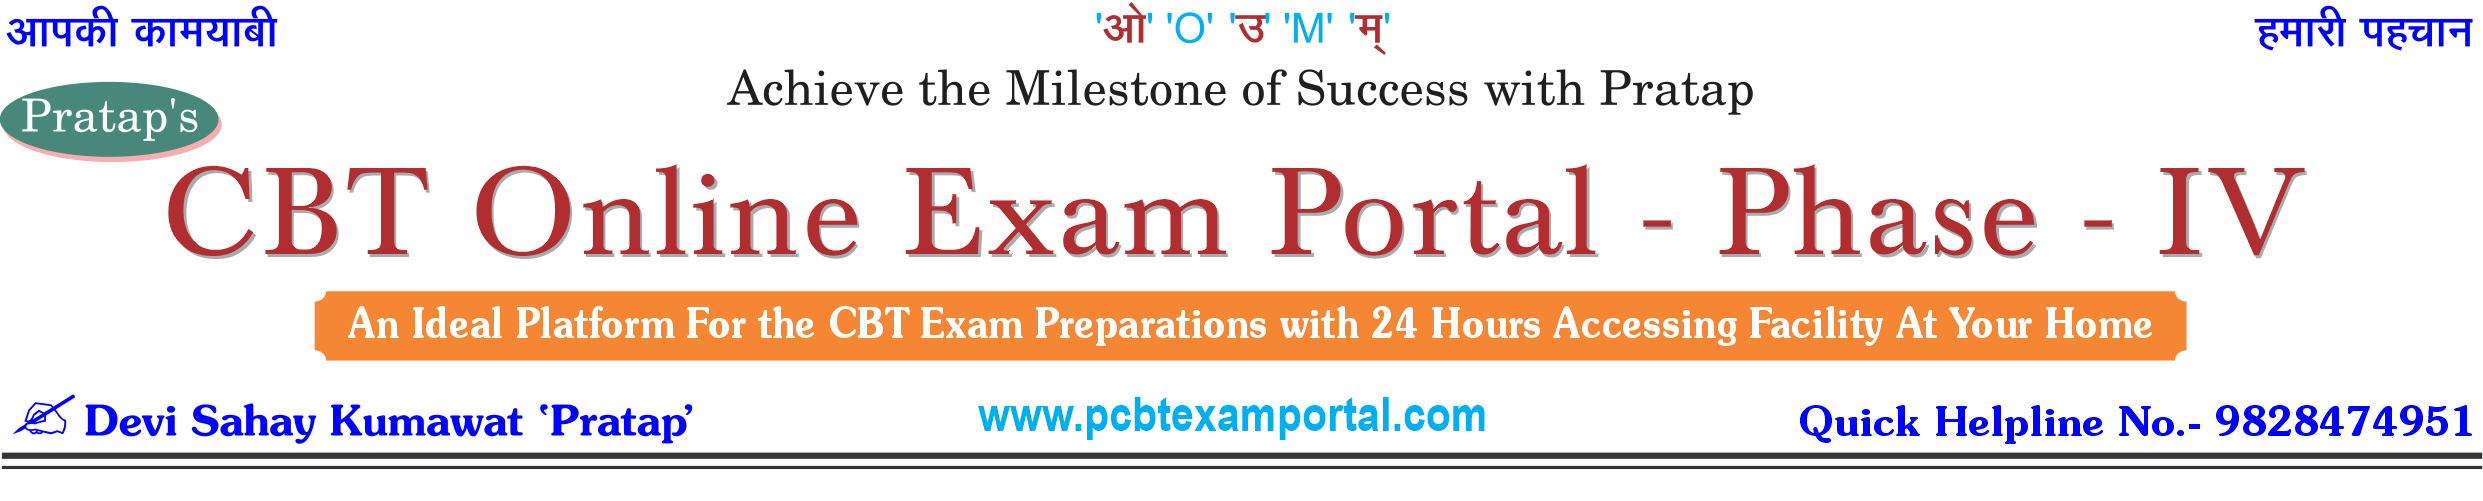 आपकी कामयाबी 'ओ' 'O' 'उ' 'M' 'म्' हमारी पहचान
Achieve the Milestone of Success with Pratap
Pratap's
CBT Online Exam Portal - Phase - IV
An Ideal Platform For the CBT Exam Preparations with 24 Hours Accessing Facility At Your Home
Devi Sahay Kumawat 'Pratap' www.pcbtexamportal.com Quick Helpline No.- 9828474951